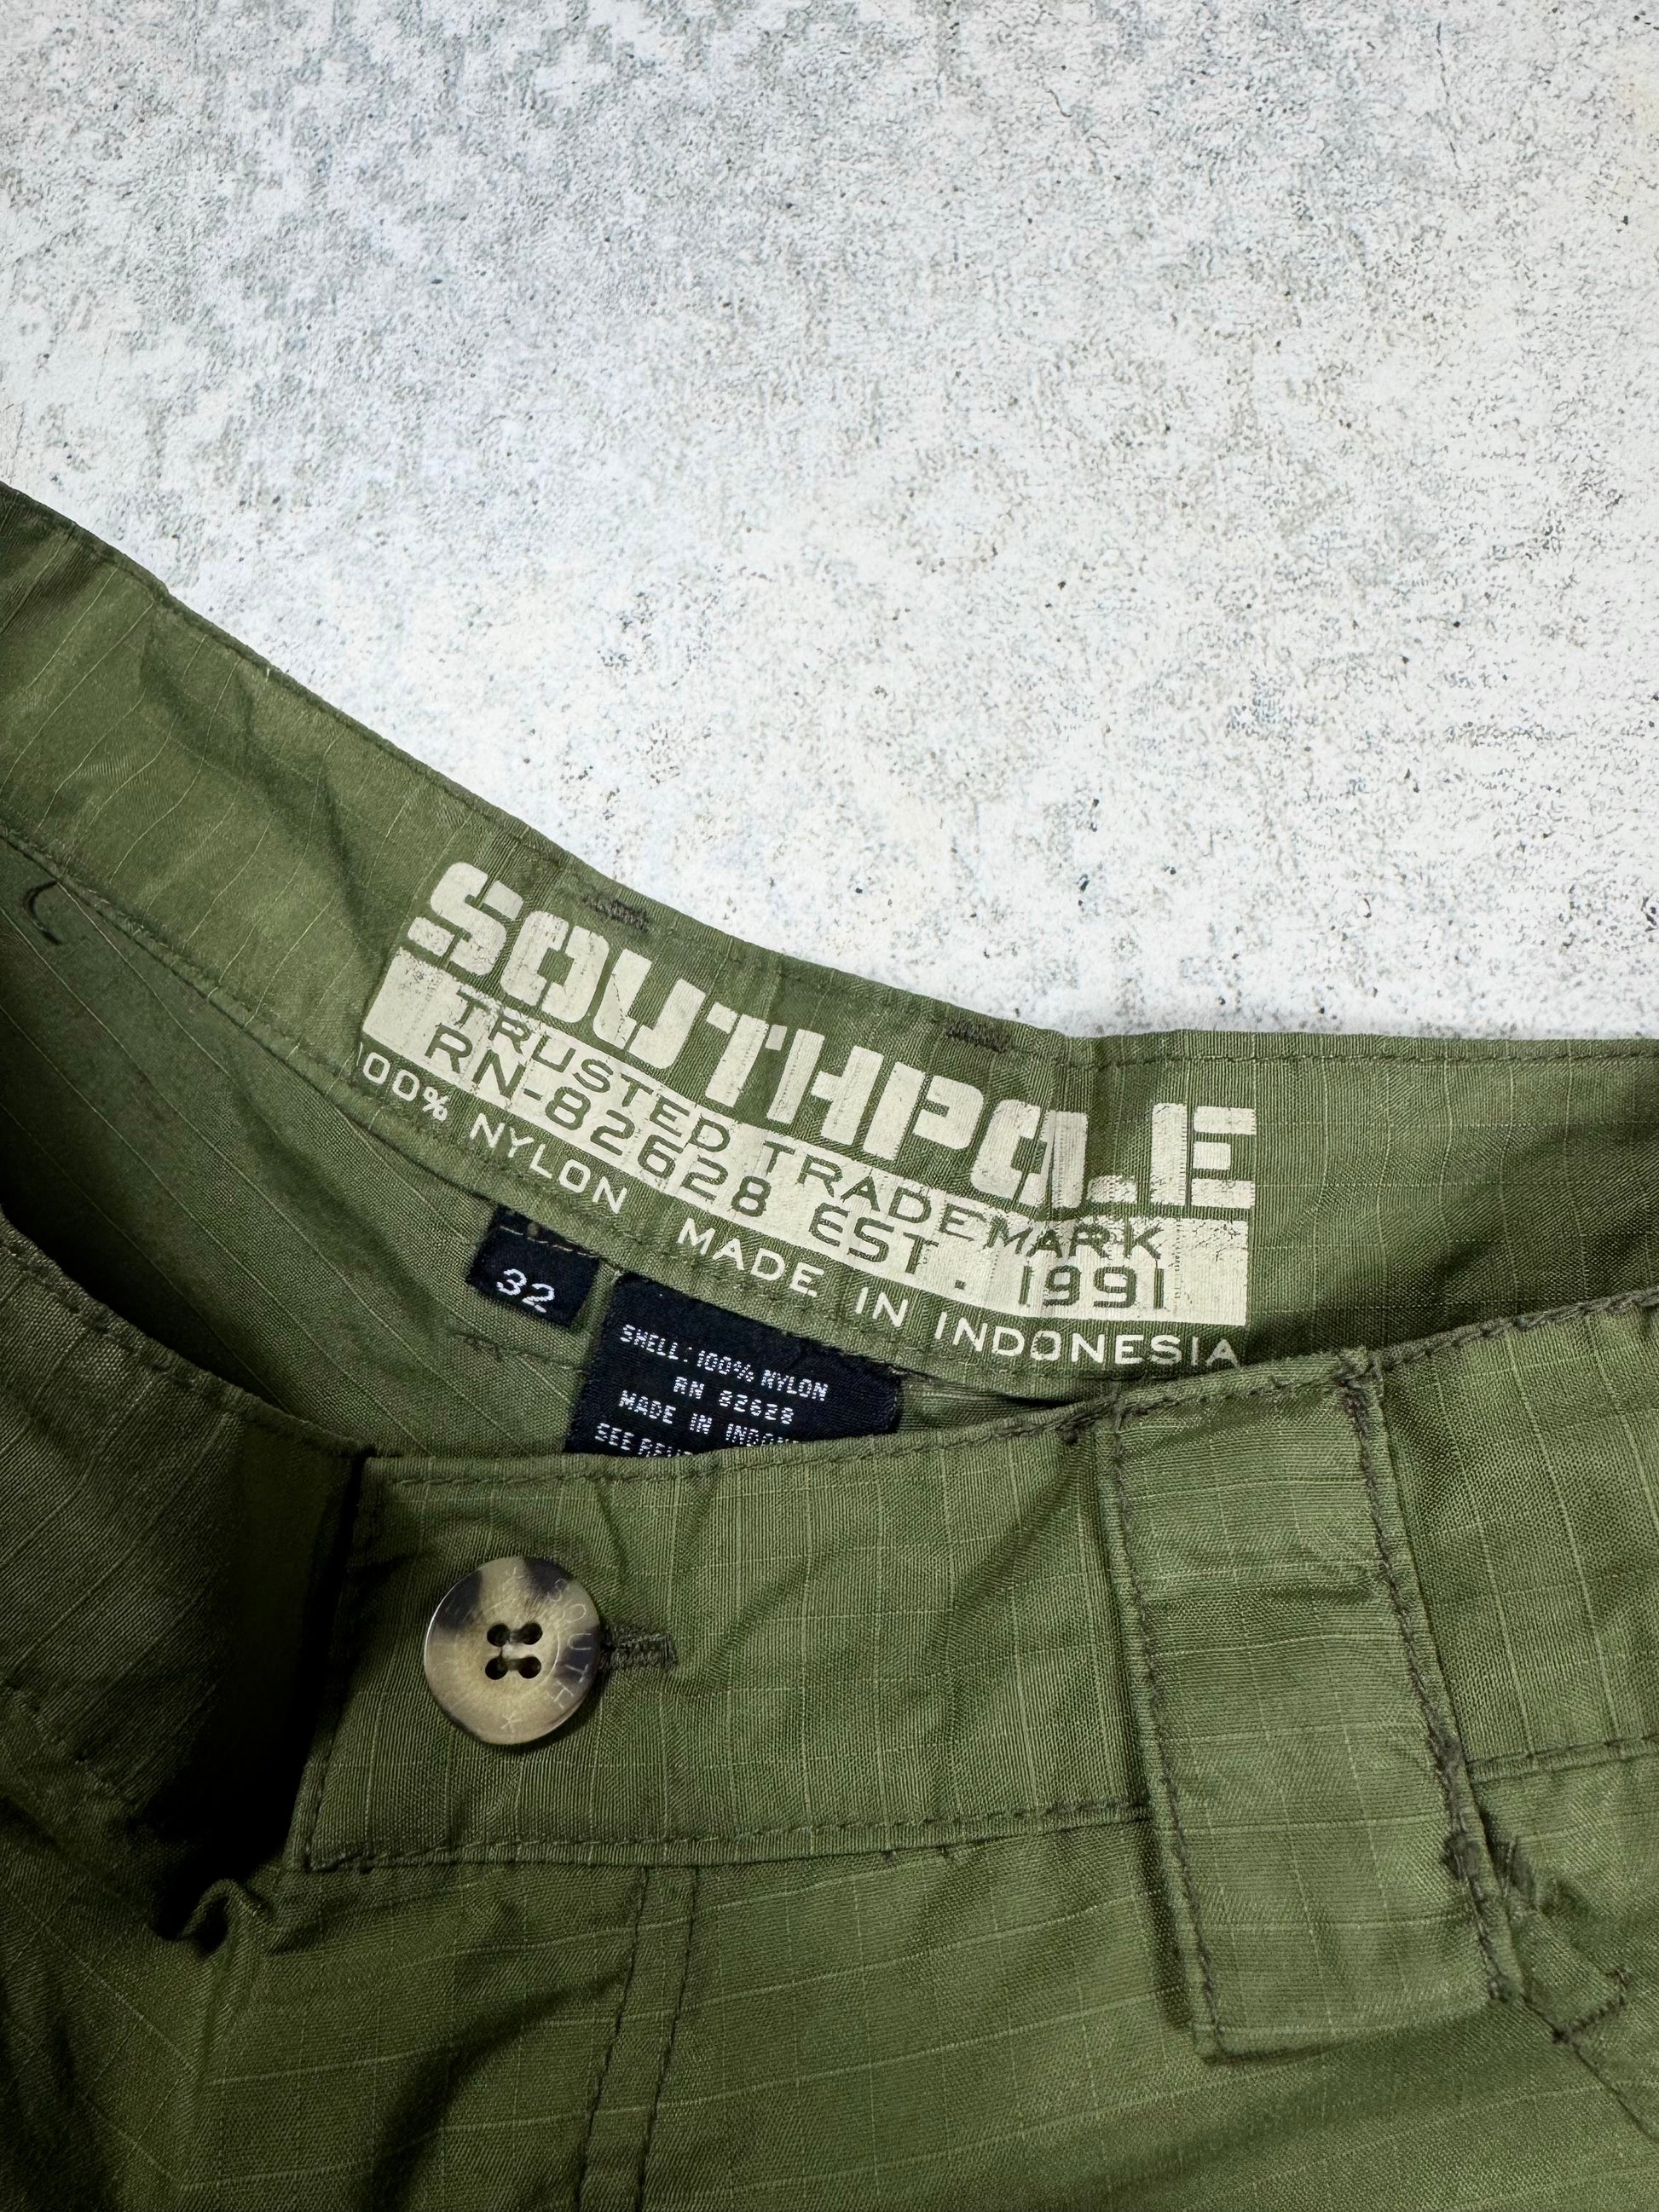 SOUTHPOLE
TRUSTED TRADEMARK
RN-82628 EST. 1991
100% NYLON MADE IN INDONESIA
32
SHELL: 100% NYLON
RN 82628
MADE IN
SEE
SOUTH